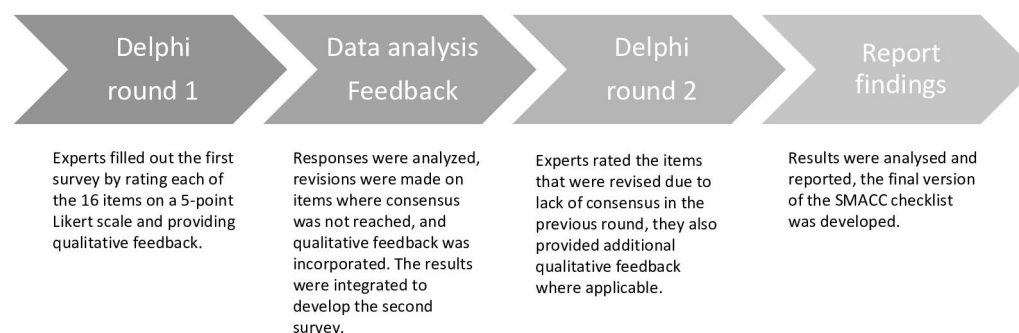 Delphi
round 1
Data analysis
Feedback
Delphi
round 2
Report
findings
Experts filled out the first
survey by rating each of
the 16 items on a 5-point
Likert scale and providing
qualitative feedback.
Responses were analyzed,
revisions were made on
items where consensus
was not reached, and
qualitative feedback was
incorporated. The results
were integrated to
develop the second
survey.
Experts rated the items
that were revised due to
lack of consensus in the
previous round, they also
provided additional
qualitative feedback
where applicable.
Results were analysed and
reported, the final version
of the SMACC checklist
was developed.